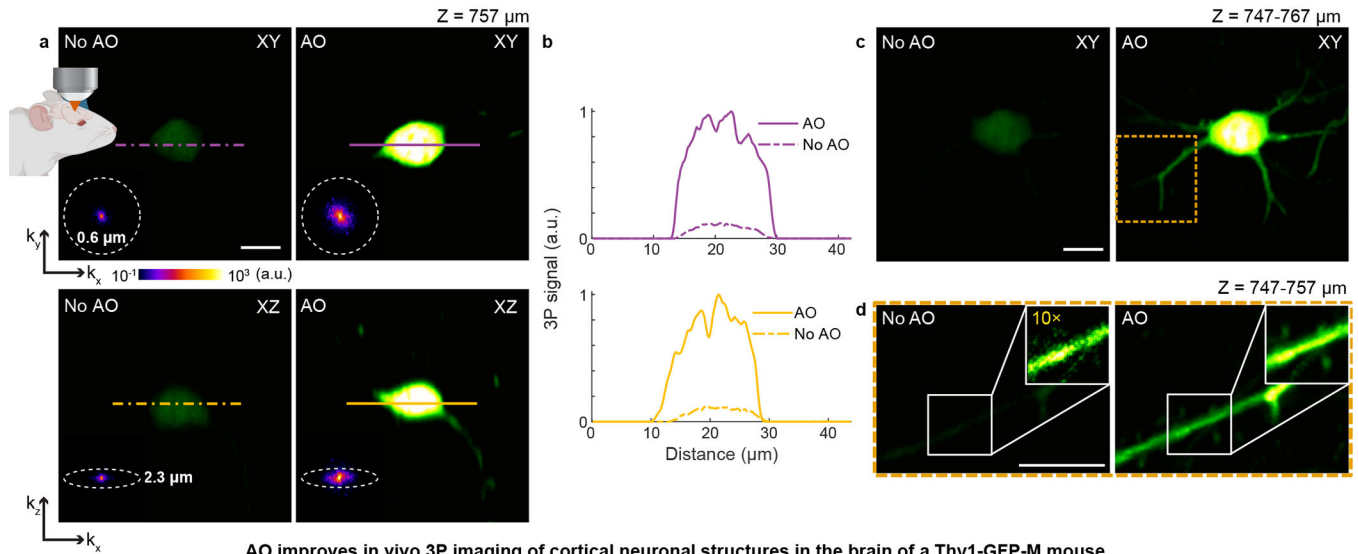 Z = 757 µm
a
No AO
XY
AO
XY
0.6 µm
ky
kx
10-1
103 (a.u.)
No AO
XZ
AO
XZ
2.3 µm
kz
kx
b
3P signal (a.u.)
1
0
AO
No AO
0 10 20 30 40
1
0
AO
No AO
0 10 20 30 40
Distance (µm)
Z = 747-767 µm
c
No AO
XY
AO
XY
Z = 747-757 µm
d
No AO
10×
AO
AO improves in vivo 3P imaging of cortical neuronal structures in the brain of a Thy1-GFP-M mouse